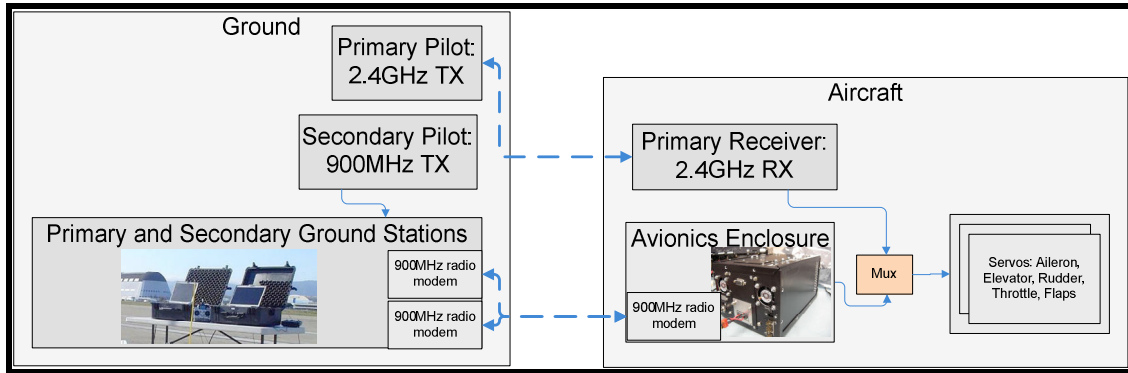 Ground
Primary Pilot:
2.4GHz TX
Secondary Pilot:
900MHz TX
Primary and Secondary Ground Stations
900MHz radio
modem
900MHz radio
modem
Aircraft
Primary Receiver:
2.4GHz RX
Avionics Enclosure
900MHz radio
modem
Mux
Servos: Aileron,
Elevator, Rudder,
Throttle, Flaps